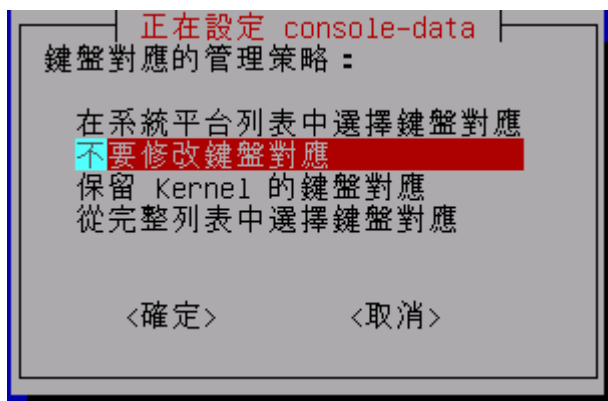 正在設定 console-data
鍵盤對應的管理策略：
在系統平台列表中選擇鍵盤對應
不要修改鍵盤對應
保留 Kernel 的鍵盤對應
從完整列表中選擇鍵盤對應
<確定> <取消>